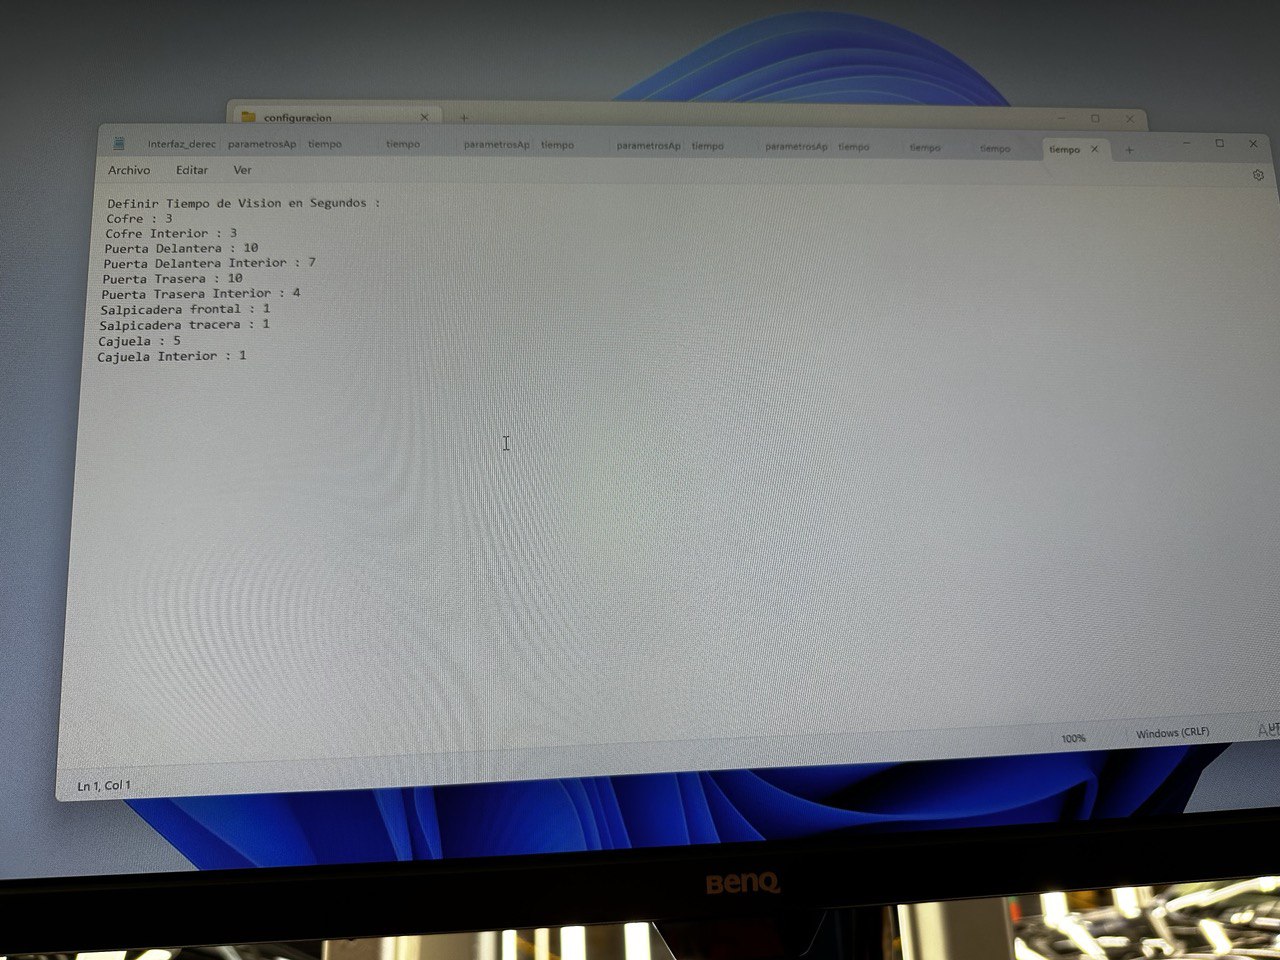 configuracion
Interfaz_derec parametrosAp tiempo tiempo parametrosAp tiempo parametrosAp tiempo parametrosAp tiempo tiempo tiempo tiempo
Archivo Editar Ver
Definir Tiempo de Vision en Segundos :
Cofre : 3
Cofre Interior : 3
Puerta Delantera : 10
Puerta Delantera Interior : 7
Puerta Trasera : 10
Puerta Trasera Interior : 4
Salpicadera frontal : 1
Salpicadera tracera : 1
Cajuela : 5
Cajuela Interior : 1
Ln 1, Col 1 100% Windows (CRLF)
BenQ